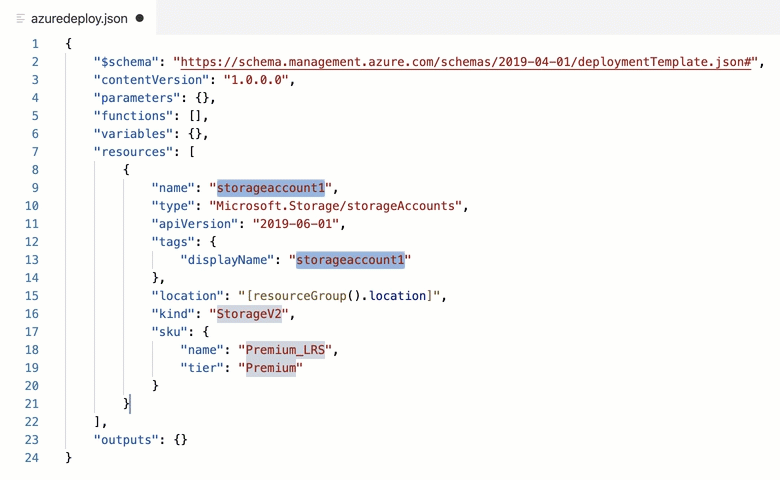 azuredeploy.json
1 {
2 "$schema": "https://schema.management.azure.com/schemas/2019-04-01/deploymentTemplate.json#",
3 "contentVersion": "1.0.0.0",
4 "parameters": {},
5 "functions": [],
6 "variables": {},
7 "resources": [
8 {
9 "name": "storageaccount1",
10 "type": "Microsoft.Storage/storageAccounts",
11 "apiVersion": "2019-06-01",
12 "tags": {
13 "displayName": "storageaccount1"
14 },
15 "location": "[resourceGroup().location]",
16 "kind": "StorageV2",
17 "sku": {
18 "name": "Premium_LRS",
19 "tier": "Premium"
20 }
21 }
22 ],
23 "outputs": {}
24 }